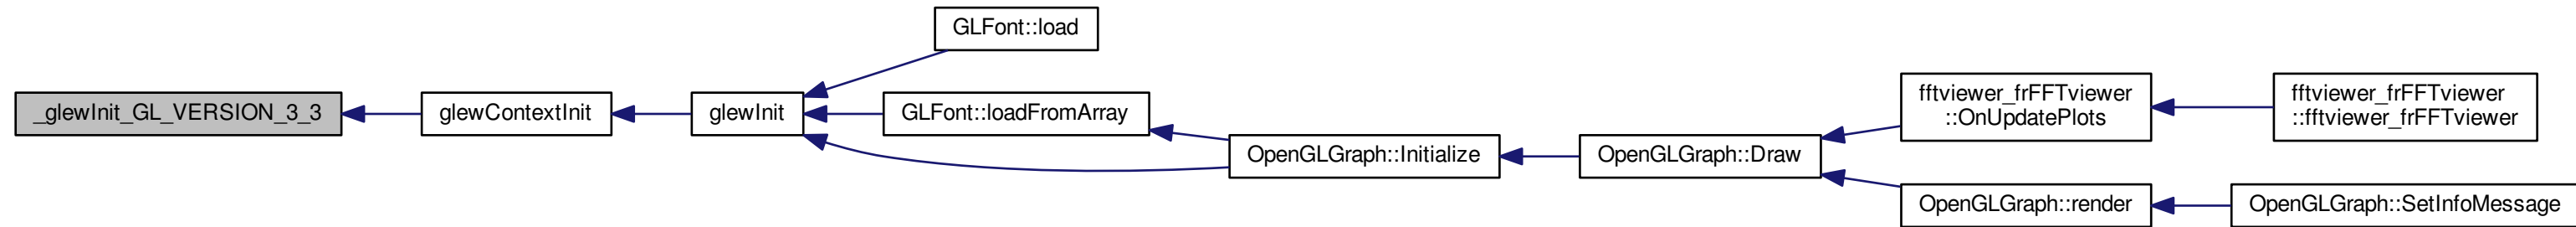 GLFont::load
_glewInit_GL_VERSION_3_3
glewContextInit
glewInit
GLFont::loadFromArray
OpenGLGraph::Initialize
OpenGLGraph::Draw
fftviewer_frFFTviewer
::OnUpdatePlots
fftviewer_frFFTviewer
::fftviewer_frFFTviewer
OpenGLGraph::render
OpenGLGraph::SetInfoMessage